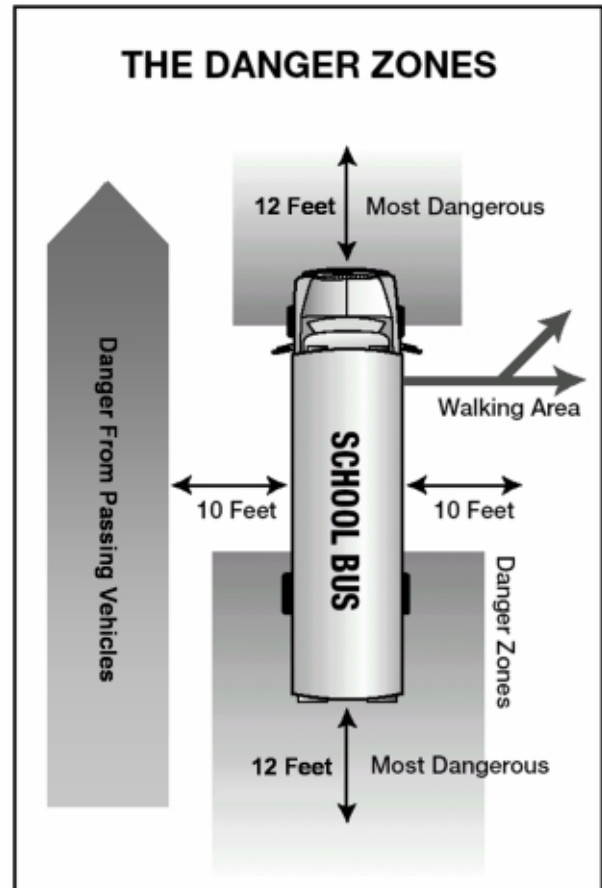 THE DANGER ZONES
12 Feet
Most Dangerous
Danger From Passing Vehicles
Walking Area
SCHOOL BUS
10 Feet
10 Feet
Danger Zones
12 Feet
Most Dangerous